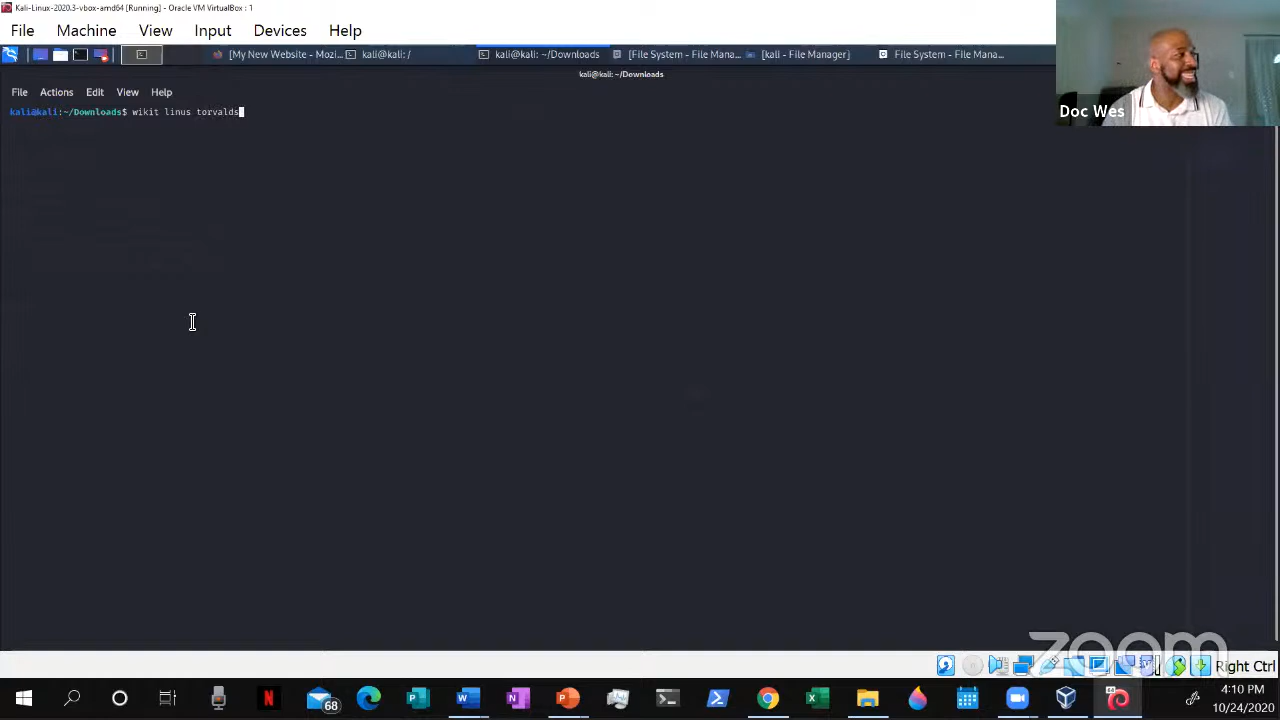 Kali-Linux-2020.3-vbox-amd64 [Running] - Oracle VM VirtualBox : 1
File Machine View Input Devices Help
[My New Website - Mozi... kali@kali: / kali@kali: ~/Downloads [File System - File Mana... [kali - File Manager] File System - File Mana...
kali@kali: ~/Downloads
File Actions Edit View Help
kali@kali:~/Downloads$ wikit linus torvalds
Doc Wes
zoom
Right Ctrl
68
4:10 PM
10/24/2020